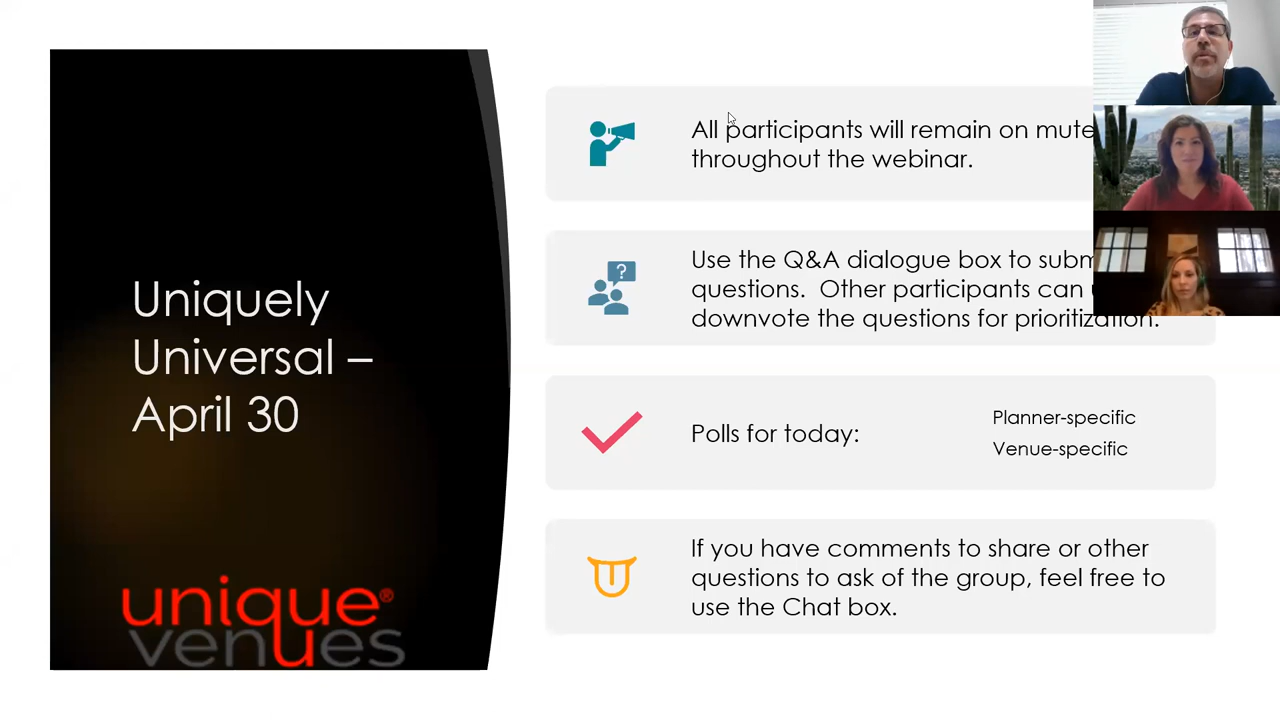 Uniquely
Universal –
April 30
unique®
venues
All participants will remain on mute
throughout the webinar.
Use the Q&A dialogue box to
questions. Other participants can
downvote the questions for prioritization.
Polls for today:
Planner-specific
Venue-specific
If you have comments to share or other
questions to ask of the group, feel free to
use the Chat box.